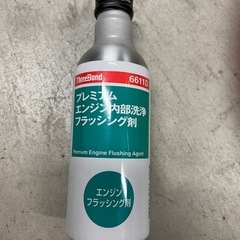 ThreeBond 6611D
プレミアム
エンジン内部洗浄
フラッシング剤
Premium Engine Flushing Agent
エンジン
フラッシング剤